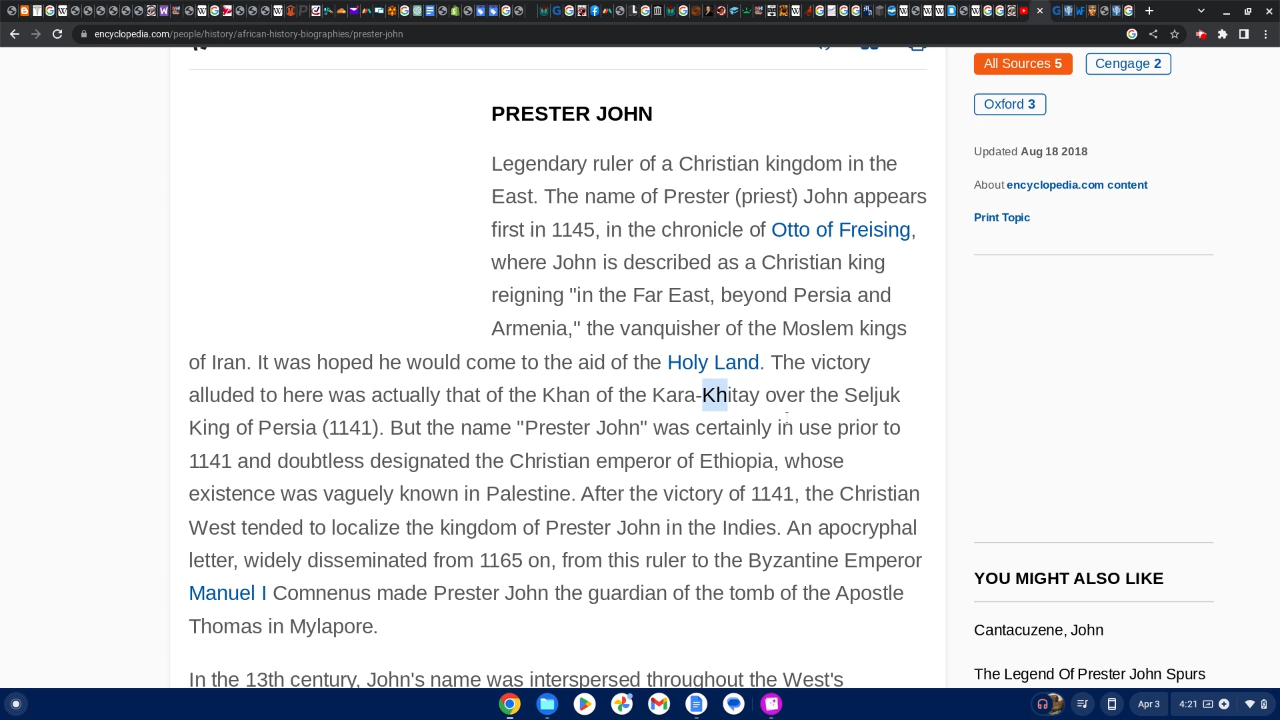 encyclopedia.com/people/history/african-history-biographies/prester-john
All Sources 5
Cengage 2
Oxford 3
Updated Aug 18 2018
About encyclopedia.com content
Print Topic
PRESTER JOHN
Legendary ruler of a Christian kingdom in the
East. The name of Prester (priest) John appears
first in 1145, in the chronicle of Otto of Freising,
where John is described as a Christian king
reigning "in the Far East, beyond Persia and
Armenia," the vanquisher of the Moslem kings
of Iran. It was hoped he would come to the aid of the Holy Land. The victory
alluded to here was actually that of the Khan of the Kara-Khitay over the Seljuk
King of Persia (1141). But the name "Prester John" was certainly in use prior to
1141 and doubtless designated the Christian emperor of Ethiopia, whose
existence was vaguely known in Palestine. After the victory of 1141, the Christian
West tended to localize the kingdom of Prester John in the Indies. An apocryphal
letter, widely disseminated from 1165 on, from this ruler to the Byzantine Emperor
Manuel I Comnenus made Prester John the guardian of the tomb of the Apostle
Thomas in Mylapore.
In the 13th century, John's name was interspersed throughout the West's
YOU MIGHT ALSO LIKE
Cantacuzene, John
The Legend Of Prester John Spurs
Apr 3
4:21